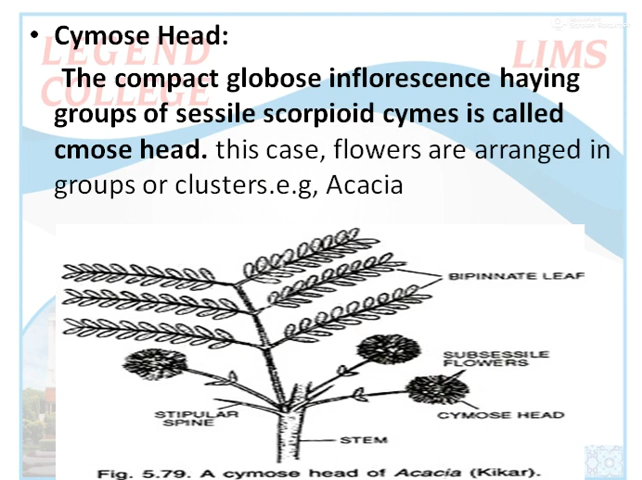 • Cymose Head:
LEGEND
COLLEGE
LIMS
The compact globose inflorescence haying
groups of sessile scorpioid cymes is called
cmose head. this case, flowers are arranged in
groups or clusters.e.g, Acacia
BIPINNATE LEAF
SUBSESSILE
FLOWERS
STIPULAR
SPINE
CYMOSE HEAD
STEM
Fig. 5.79. A cymose head of Acacia (Kikar).